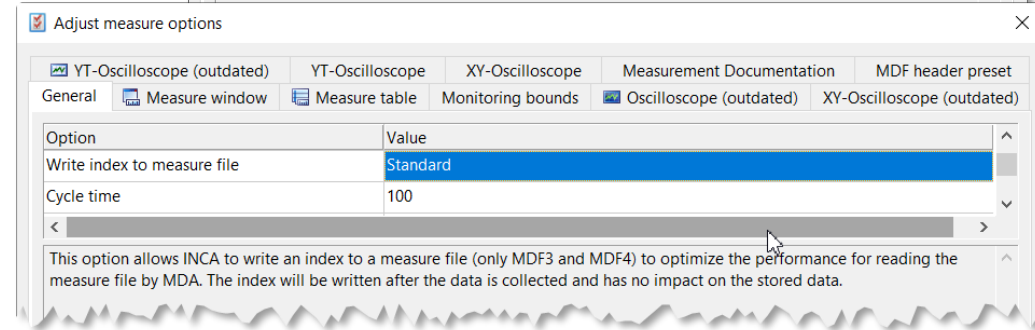 Adjust measure options
YT-Oscilloscope (outdated) YT-Oscilloscope XY-Oscilloscope Measurement Documentation MDF header preset
General Measure window Measure table Monitoring bounds Oscilloscope (outdated) XY-Oscilloscope (outdated)
Option Value
Write index to measure file Standard
Cycle time 100
This option allows INCA to write an index to a measure file (only MDF3 and MDF4) to optimize the performance for reading the
measure file by MDA. The index will be written after the data is collected and has no impact on the stored data.